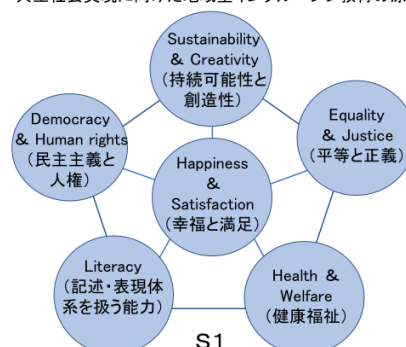 Sustainability
& Creativity
(持続可能性と
創造性)
Democracy
& Human rights
(民主主義と
人権)
Equality
& Justice
(平等と正義)
Happiness
&
Satisfaction
(幸福と満足)
Literacy
(記述・表現体
系を扱う能力)
Health &
Welfare
(健康福祉)
S1